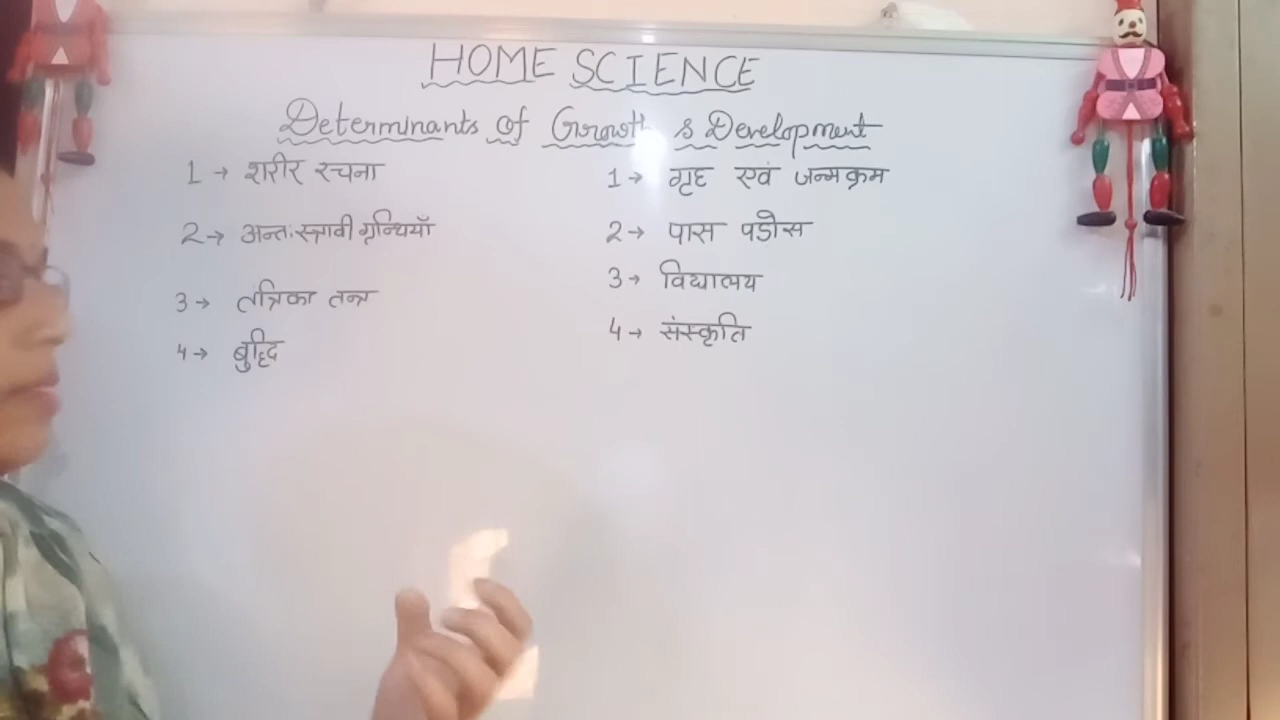 HOME SCIENCE
Determinants of Growth & Development
1 → शरीर रचना
2 → अन्तःस्त्रावी ग्रन्थियाँ
3 → तंत्रिका तन्त्र
4 → बुद्धि
1 → गृह एवं जन्मक्रम
2 → पास पडोस
3 → विद्यालय
4 → संस्कृति